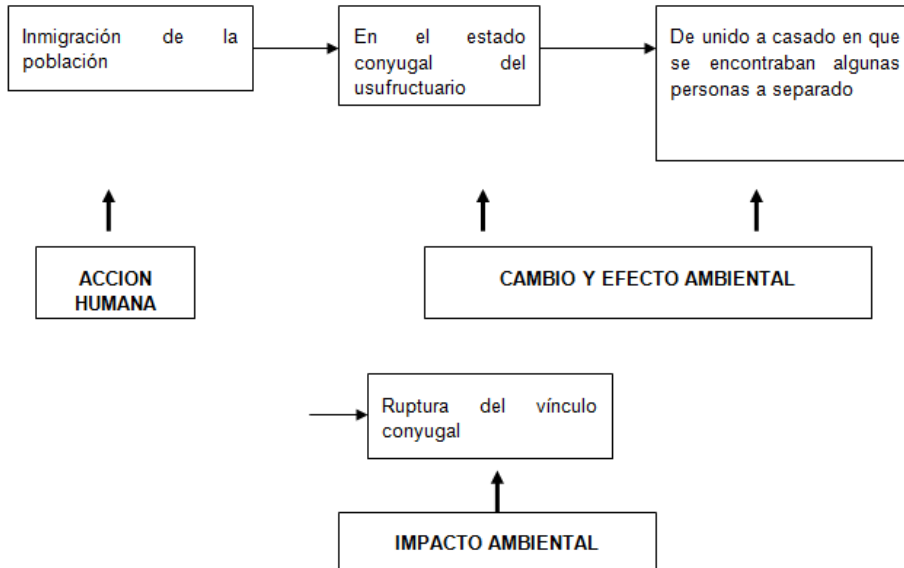 Inmigración de la
población
En el estado
conyugal del
usufructuario
De unido a casado en que
se encontraban algunas
personas a separado
ACCION
HUMANA
CAMBIO Y EFECTO AMBIENTAL
Ruptura del vínculo
conyugal
IMPACTO AMBIENTAL